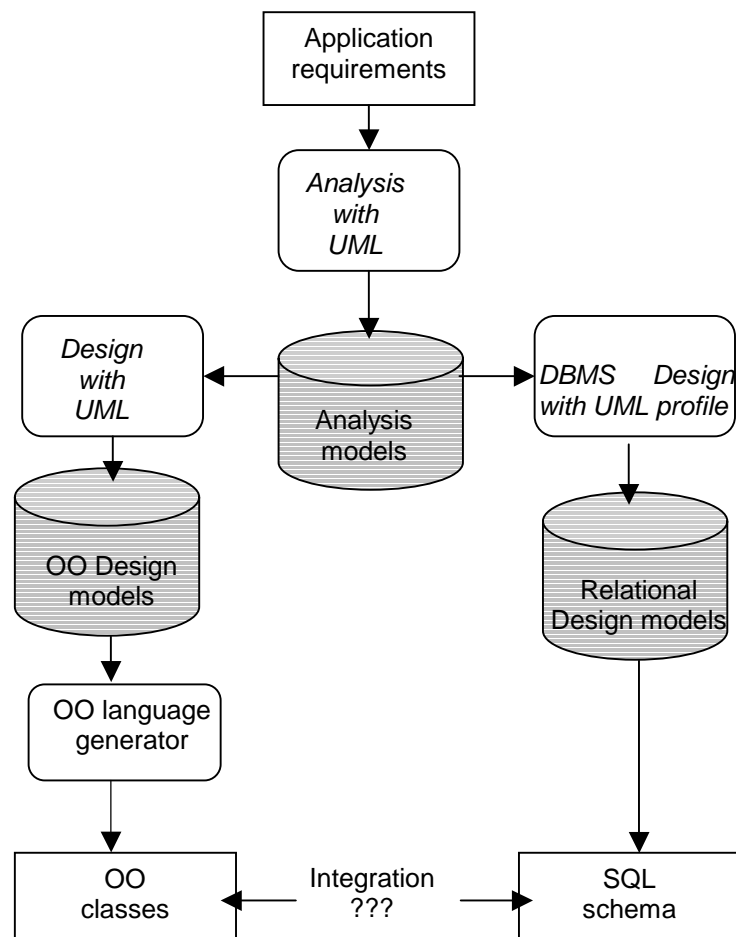 Application
requirements
Analysis
with
UML
Design
with
UML
Analysis
models
DBMS Design
with UML profile
OO Design
models
Relational
Design models
OO language
generator
OO
classes
Integration
???
SQL
schema